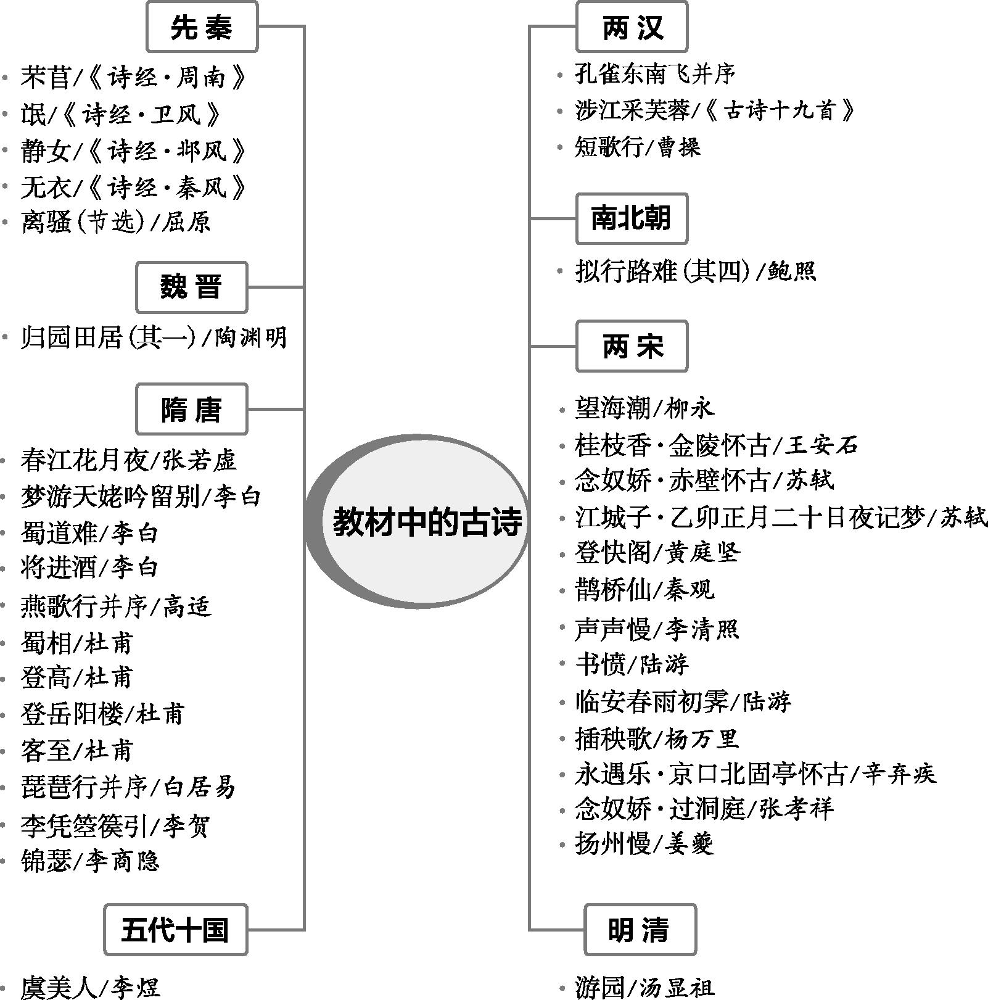 先秦
芣苢/《诗经·周南》
氓/《诗经·卫风》
静女/《诗经·邶风》
无衣/《诗经·秦风》
离骚(节选)/屈原
魏晋
归园田居(其一)/陶渊明
隋唐
春江花月夜/张若虚
梦游天姥吟留别/李白
蜀道难/李白
将进酒/李白
燕歌行并序/高适
蜀相/杜甫
登高/杜甫
登岳阳楼/杜甫
客至/杜甫
琵琶行并序/白居易
李凭箜篌引/李贺
锦瑟/李商隐
五代十国
虞美人/李煜
教材中的古诗
两汉
孔雀东南飞并序
涉江采芙蓉/《古诗十九首》
短歌行/曹操
南北朝
拟行路难(其四)/鲍照
两宋
望海潮/柳永
桂枝香·金陵怀古/王安石
念奴娇·赤壁怀古/苏轼
江城子·乙卯正月二十日夜记梦/苏轼
登快阁/黄庭坚
鹊桥仙/秦观
声声慢/李清照
书愤/陆游
临安春雨初霁/陆游
插秧歌/杨万里
永遇乐·京口北固亭怀古/辛弃疾
念奴娇·过洞庭/张孝祥
扬州慢/姜夔
明清
游园/汤显祖